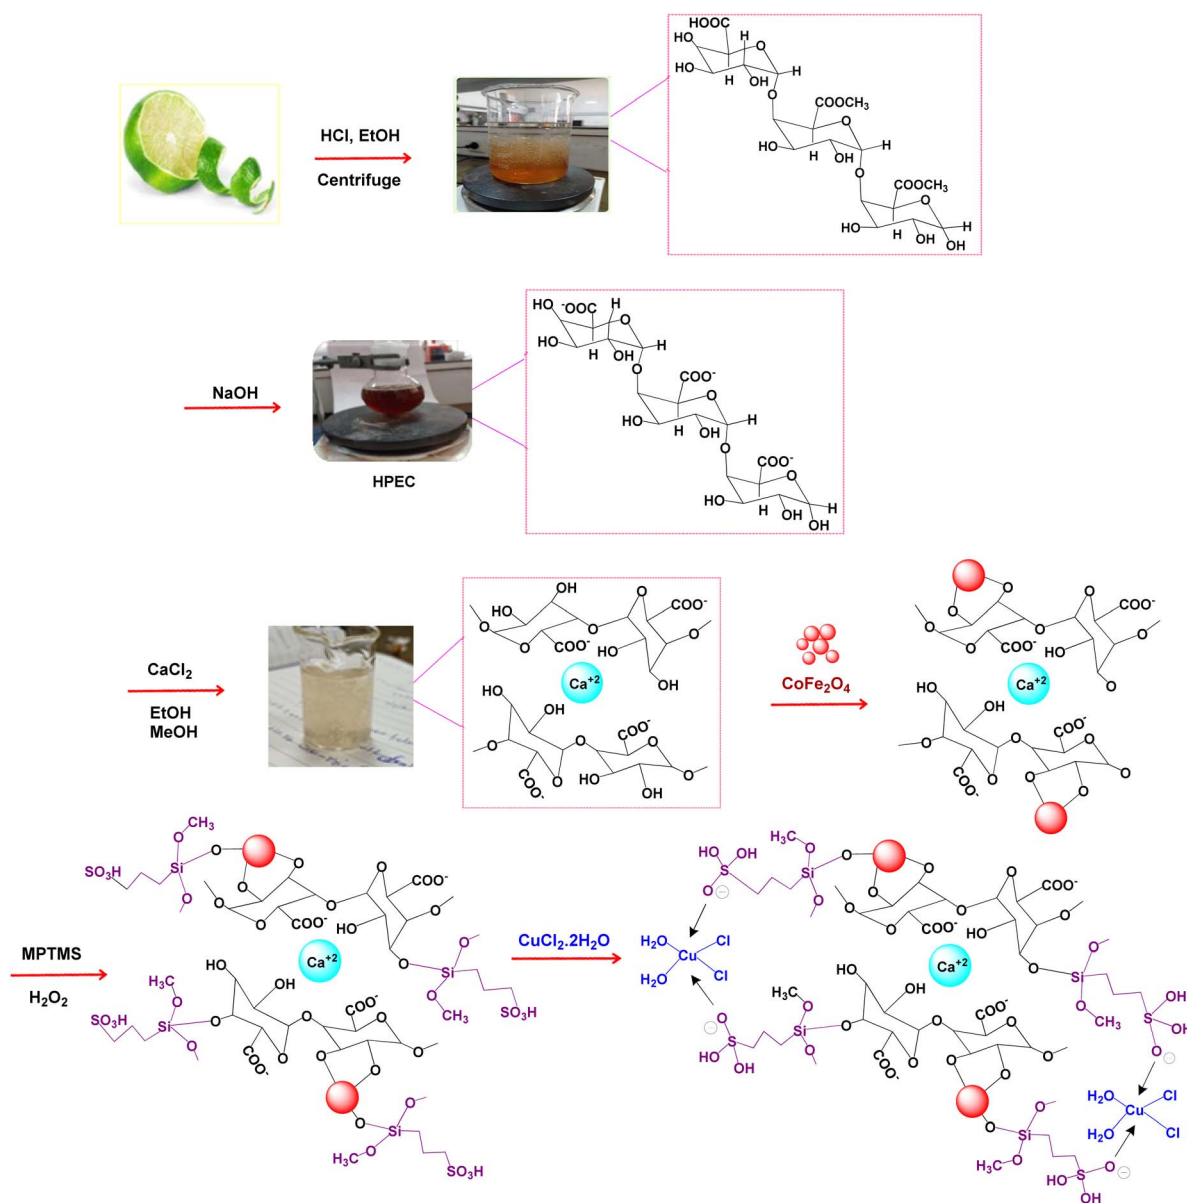 HCl, EtOH
Centrifuge
HOOC
HO
H
O
HO
OH
H
H
O
COOCH₃
O
HO
OH
H
H
O
COOCH₃
O
HO
OH
H
H
OH
NaOH
HPEC
HO
⁻OOC
H
O
HO
OH
H
H
O
COO⁻
O
HO
OH
H
H
O
COO⁻
O
HO
OH
H
H
OH
CaCl₂
EtOH
MeOH
OH
HO
O
O
COO⁻
O
O
COO⁻
HO
O
OH
Ca⁺²
HO
OH
O
COO⁻
O
O
COO⁻
O
HO
OH
O
CoFe₂O₄
O
O
O
O
COO⁻
O
O
COO⁻
HO
O
O
Ca⁺²
HO
OH
O
COO⁻
O
O
COO⁻
O
O
O
O
MPTMS
H₂O₂
CH₃
O
SO₃H
Si
O
O
O
O
O
O
COO⁻
O
O
COO⁻
HO
O
O
Si
O
O
CH₃
SO₃H
Ca⁺²
H₃C
O
SO₃H
Si
O
O
HO
OH
O
COO⁻
O
O
COO⁻
O
O
O
O
Si
O
O
H₃C
SO₃H
CuCl₂.2H₂O
HO
OH
S
O
H₃C
O
Si
O
O
O
O
O
O
COO⁻
O
O
COO⁻
HO
O
O
Si
O
O
CH₃
S
OH
OH
O
H₂O
Cl
Cu
H₂O
Cl
Ca⁺²
O
S
HO
OH
H₃C
O
Si
O
O
HO
OH
O
COO⁻
O
O
COO⁻
O
O
O
O
Si
O
O
H₃C
S
O
HO
OH
H₂O
Cl
Cu
H₂O
Cl